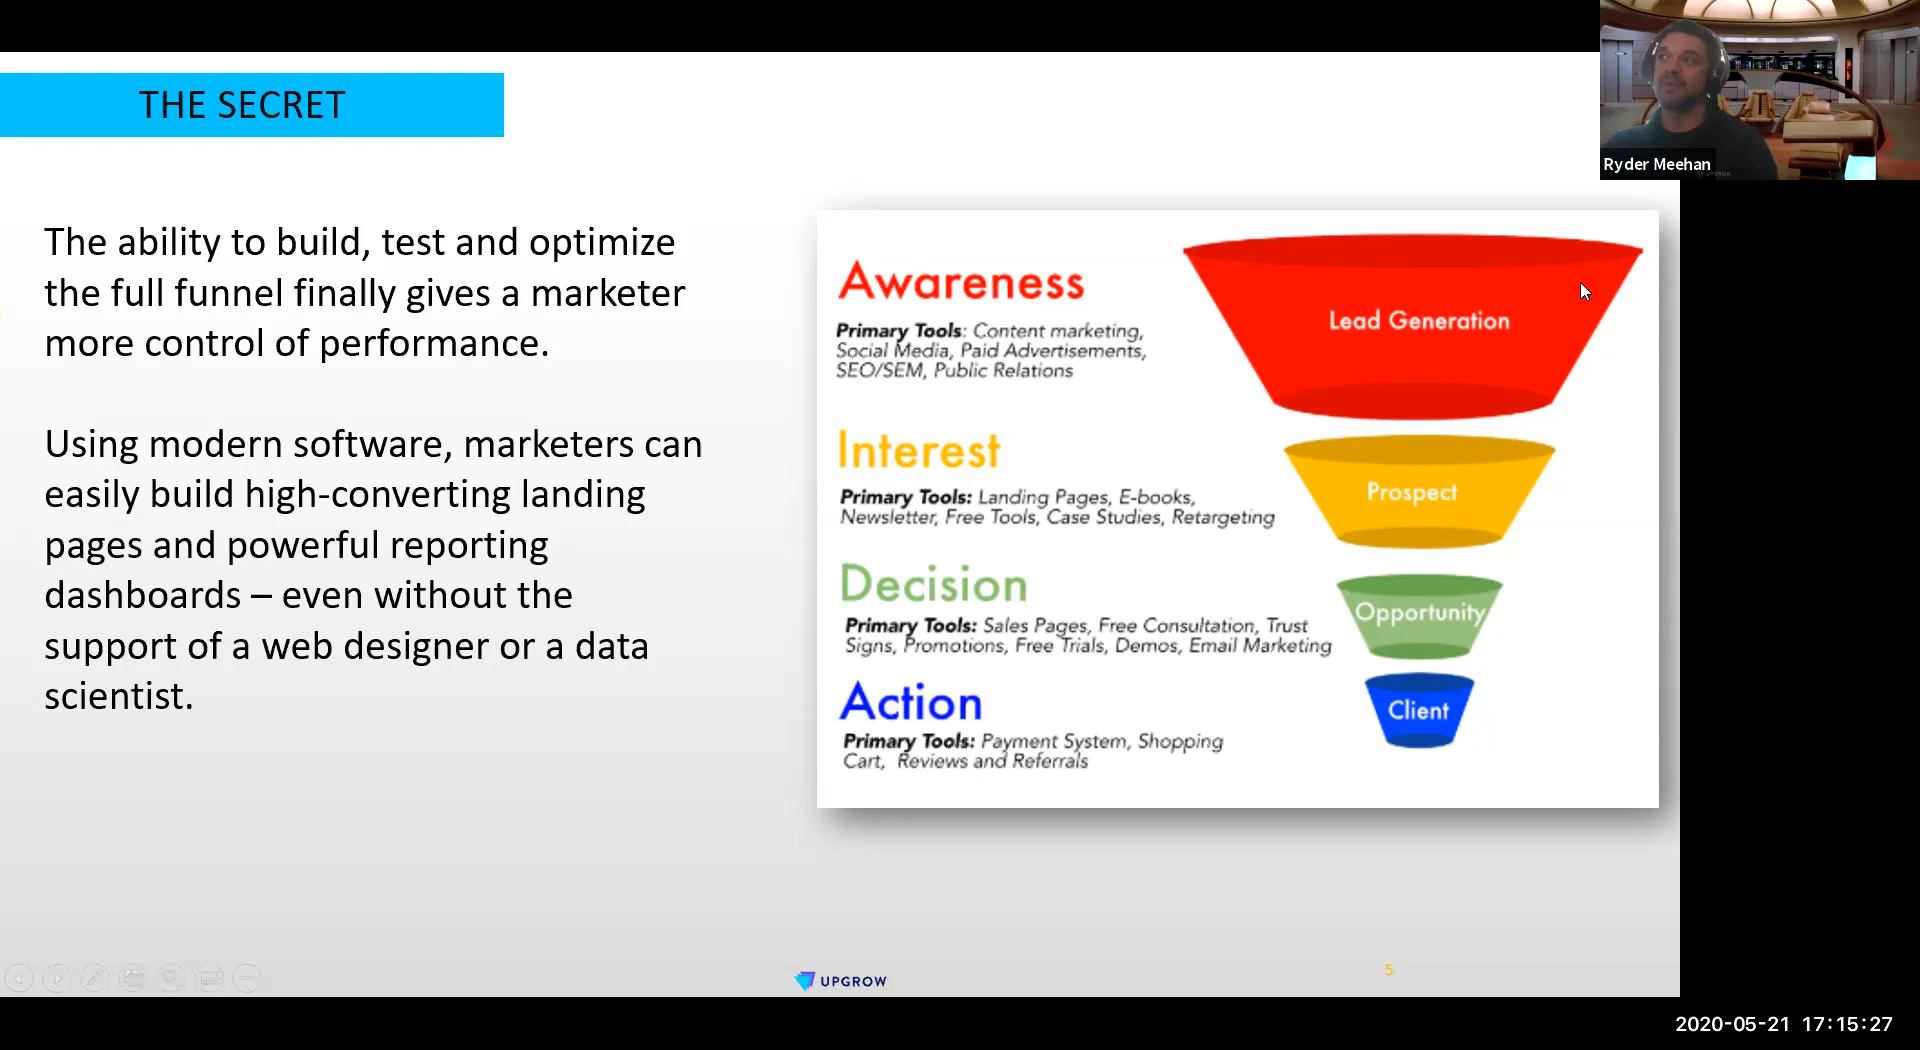 THE SECRET
Ryder Meehan
The ability to build, test and optimize
the full funnel finally gives a marketer
more control of performance.
Using modern software, marketers can
easily build high-converting landing
pages and powerful reporting
dashboards – even without the
support of a web designer or a data
scientist.
Awareness
Primary Tools: Content marketing,
Social Media, Paid Advertisements,
SEO/SEM, Public Relations
Lead Generation
Interest
Primary Tools: Landing Pages, E-books,
Newsletter, Free Tools, Case Studies, Retargeting
Prospect
Decision
Primary Tools: Sales Pages, Free Consultation, Trust
Signs, Promotions, Free Trials, Demos, Email Marketing
Opportunity
Action
Primary Tools: Payment System, Shopping
Cart, Reviews and Referrals
Client
UPGROW
5
2020-05-21 17:15:27